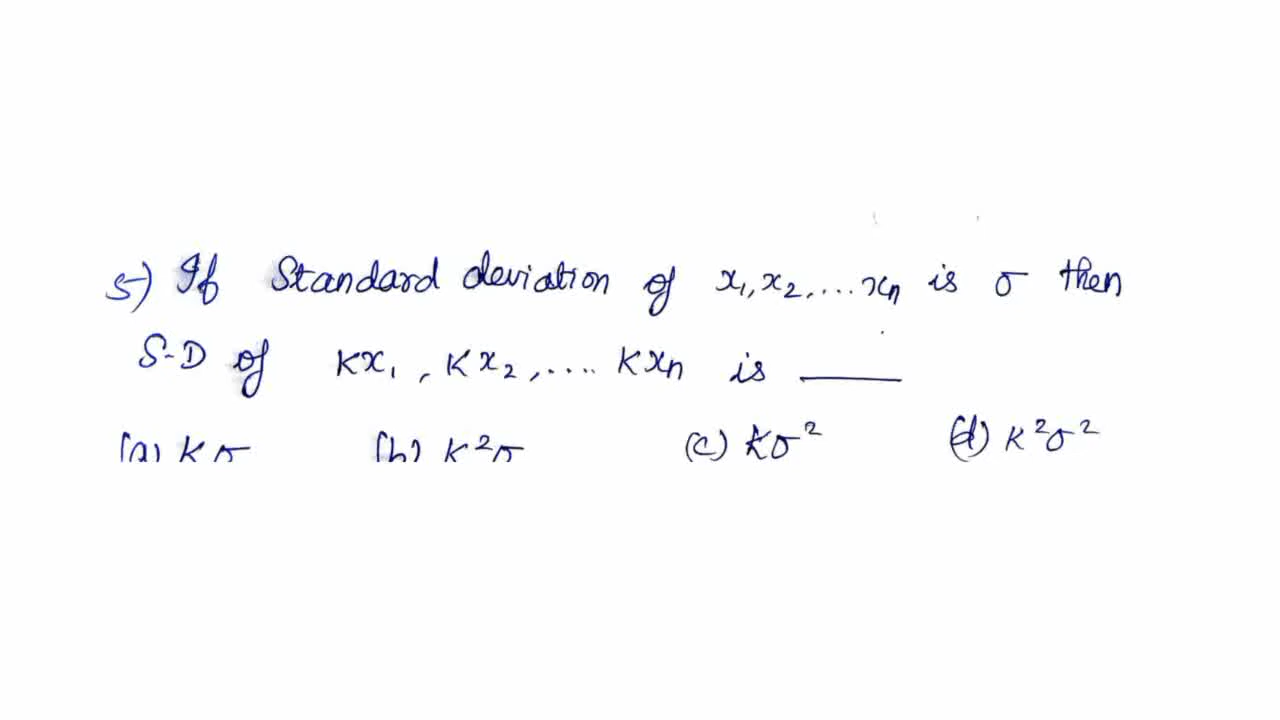 5) If Standard deviation of x₁, x₂, ... xₙ is σ then
S-D of Kx₁, Kx₂, .... Kxₙ is ____
(a) Kσ (b) K²σ (c) Kσ² (d) K²σ²